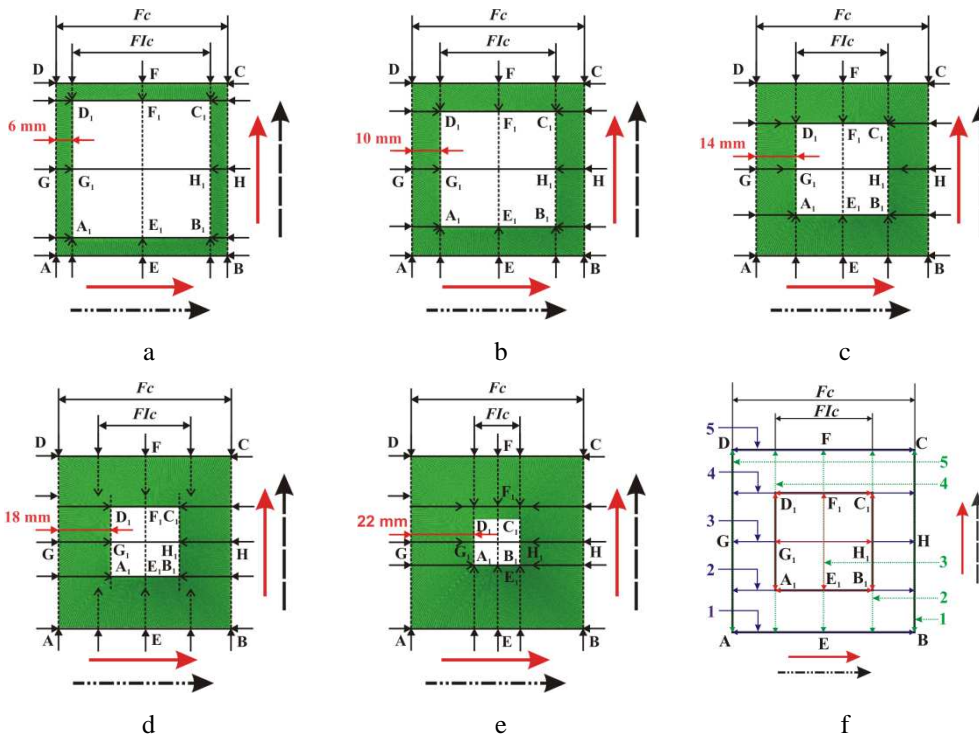 Fc
FIc
D F C
D₁ F₁ C₁
6 mm
G G₁ H₁ H
A₁ E₁ B₁
A E B
a
Fc
FIc
D F C
D₁ F₁ C₁
10 mm
G G₁ H₁ H
A₁ E₁ B₁
A E B
b
Fc
FIc
D F C
D₁ F₁ C₁
14 mm
G G₁ H₁ H
A₁ E₁ B₁
A E B
c
Fc
FIc
D F C
D₁ F₁ C₁
18 mm
G G₁ H₁ H
A₁ E₁ B₁
A E B
d
Fc
FIc
D F C
F₁
22 mm
D₁ C₁
G G₁ H₁ H
A₁ B₁
E₁
A E B
e
Fc
FIc
5
D F C
4 5
D₁ F₁ C₁ 4
3
G G₁ H₁ H
2 A₁ E₁ B₁ 3
1 2
1
A E B
f